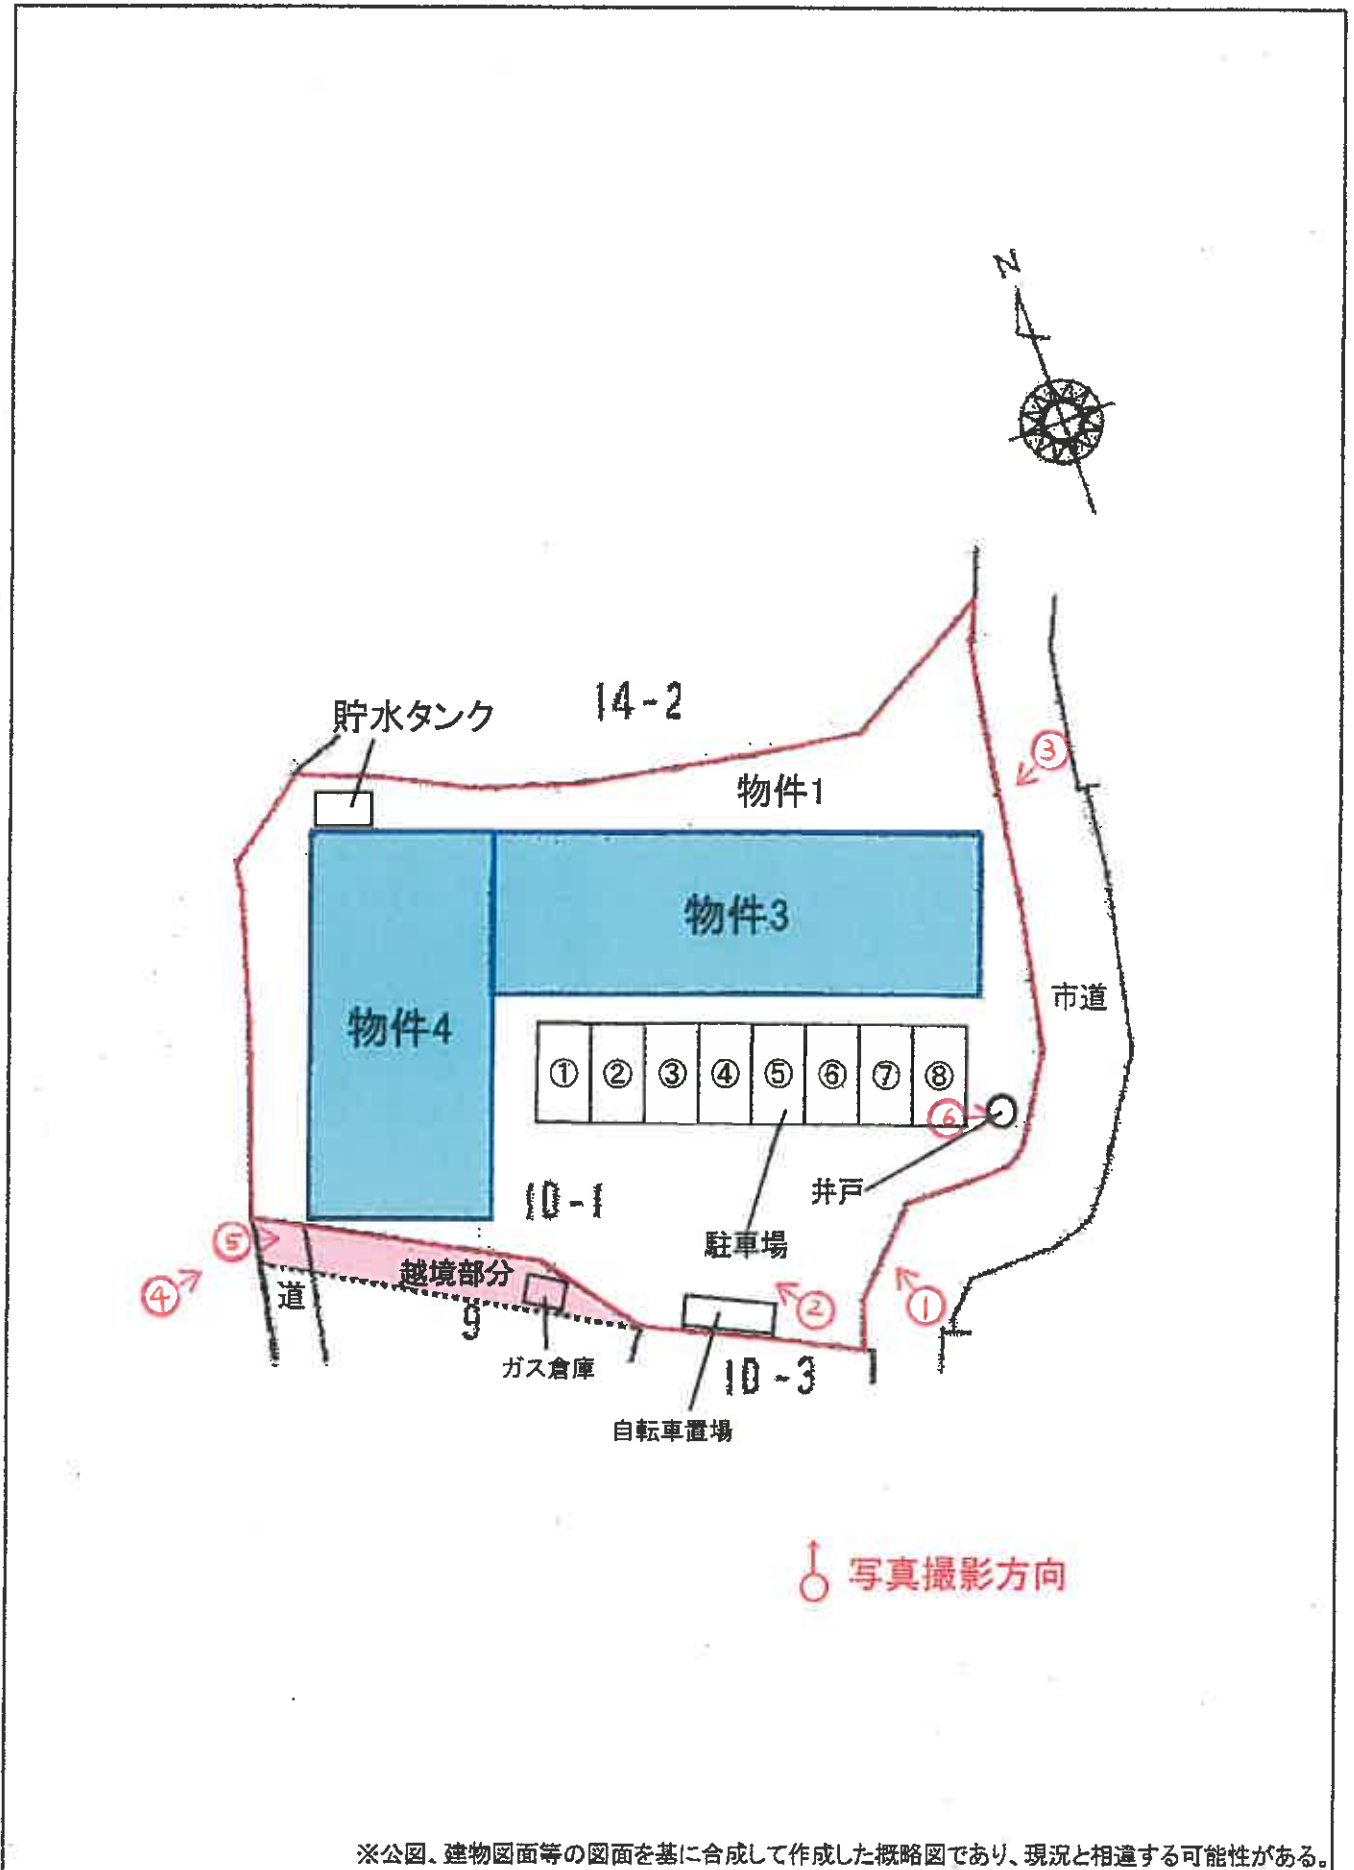 N
14-2
貯水タンク
③
物件1
物件3
市道
物件4
① ② ③ ④ ⑤ ⑥ ⑦ ⑧
⑥
井戸
10-1
駐車場
⑤
越境部分
④
道
②
①
9
ガス倉庫
10-3
自転車置場
写真撮影方向
※公図、建物図面等の図面を基に合成して作成した概略図であり、現況と相違する可能性がある。